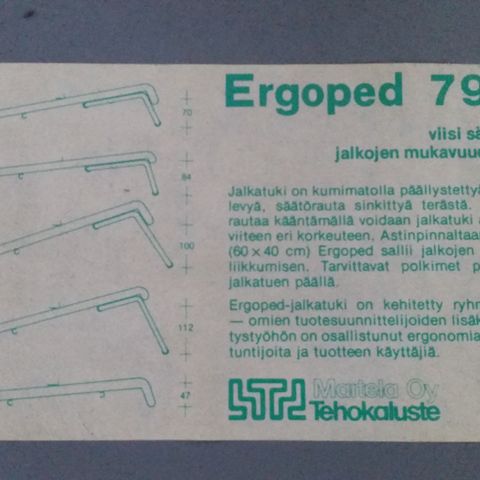 Ergoped 79
viisi sä
jalkojen mukavuu
Jalkatuki on kumimatolla päällystetty
levyä, säätörauta sinkittyä terästä.
rautaa kääntämällä voidaan jalkatuki a
viiteen eri korkeuteen. Astinpinnaltaan
(60 x 40 cm) Ergoped sallii jalkojen
liikkumisen. Tarvittavat polkimet p
jalkatuen päällä.
Ergoped-jalkatuki on kehitetty ryhm
— omien tuotesuunnittelijoiden lisäk
tystyöhön on osallistunut ergonomia
tuntijoita ja tuotteen käyttäjiä.
Martela Oy
Tehokaluste
70
84
100
112
47